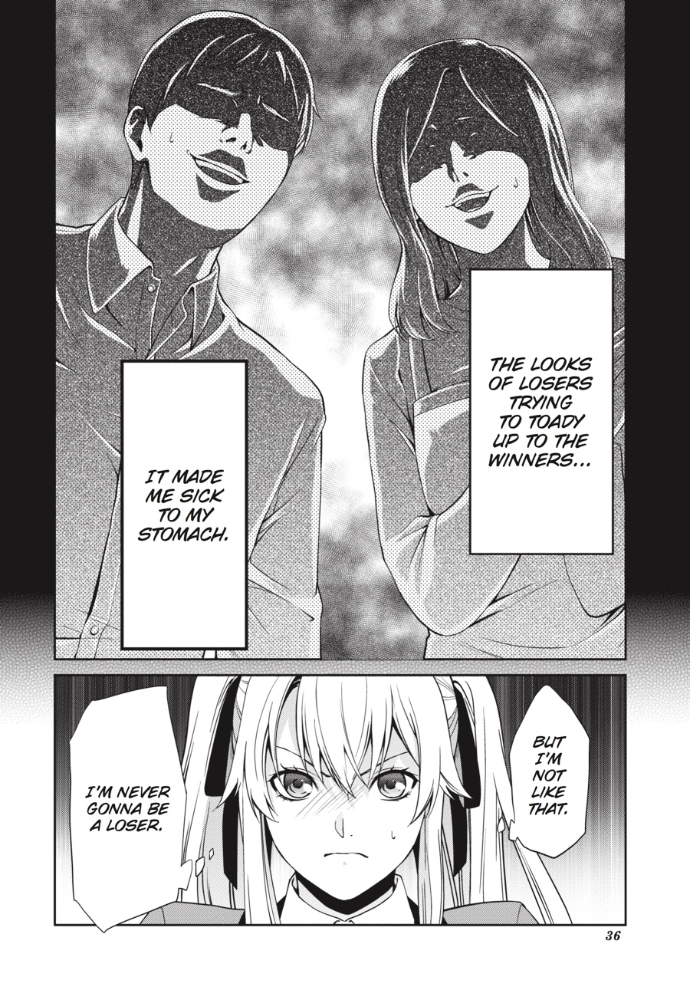 THE LOOKS
OF LOSERS
TRYING
TO TOADY
UP TO THE
WINNERS...
IT MADE
ME SICK
TO MY
STOMACH.
BUT
I'M
NOT
LIKE
THAT.
I'M NEVER
GONNA BE
A LOSER.
36